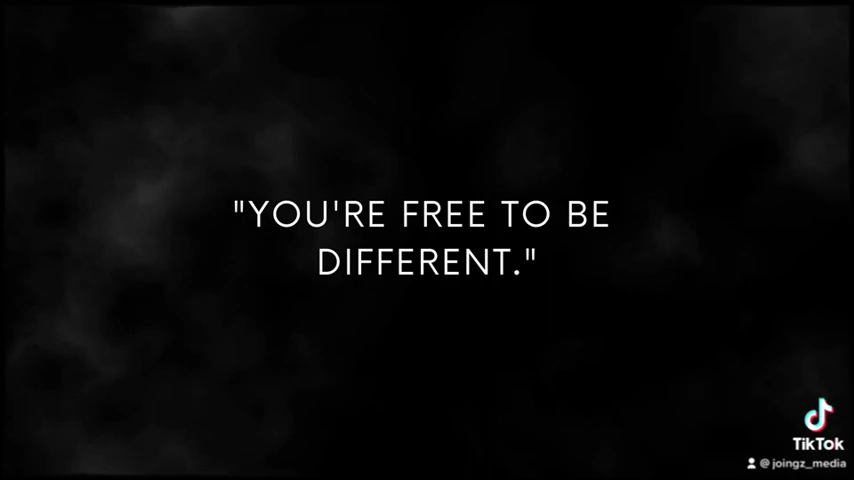 "YOU'RE FREE TO BE
DIFFERENT."
TikTok
@joingz_media